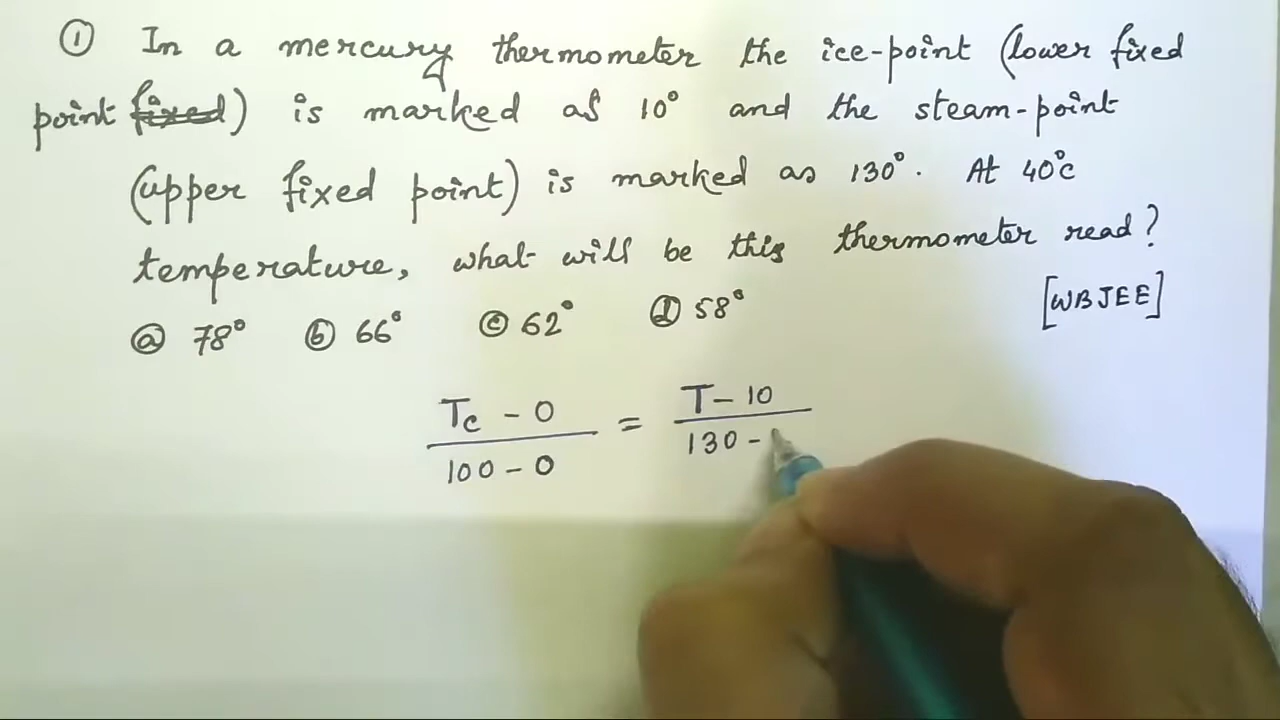 ① In a mercury thermometer the ice-point (lower fixed
point fixed) is marked as 10° and the steam-point
(upper fixed point) is marked as 130°. At 40°c
temperature, what will be this thermometer read?
ⓐ 78° ⓑ 66° ⓒ 62° ⓓ 58° [WBJEE]
Tc - 0 / 100 - 0 = T - 10 / 130 -